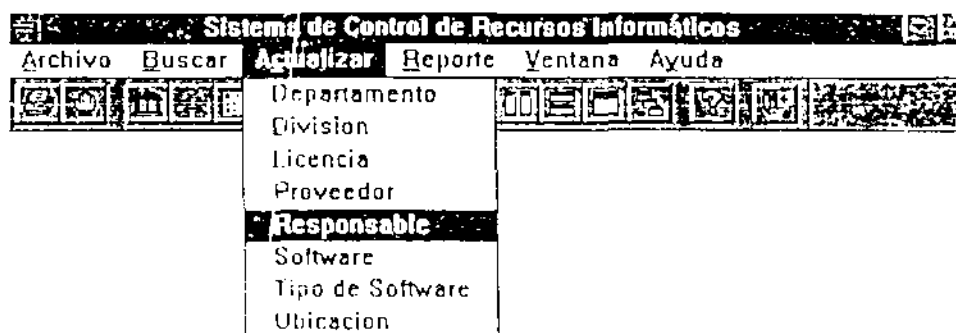 Sistema de Control de Recursos Informáticos
Archivo Buscar Actualizar Reporte Ventana Ayuda
Departamento
Division
Licencia
Proveedor
Responsable
Software
Tipo de Software
Ubicacion